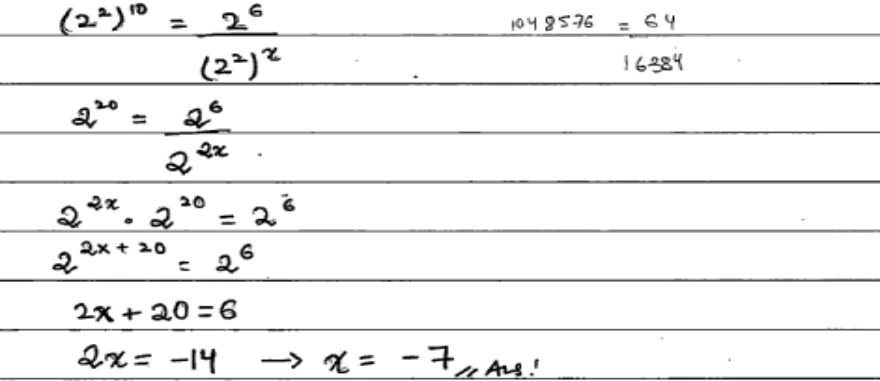 (2²)¹⁰ = 2⁶ / (2²)ˣ
1048576 = 64
16384
2²⁰ = 2⁶ / 2²ˣ
2²ˣ . 2²⁰ = 2⁶
2²ˣ⁺²⁰ = 2⁶
2x + 20 = 6
2x = -14 → x = -7 // Ans!